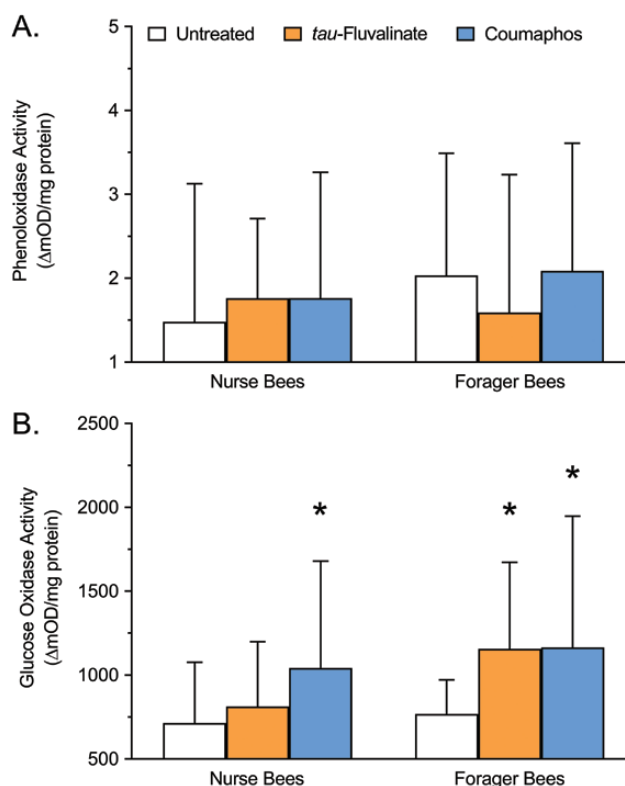 A.
Untreated tau-Fluvalinate Coumaphos
Phenoloxidase Activity
(ΔmOD/mg protein)
5
4
3
2
1
Nurse Bees Forager Bees
B.
Glucose Oxidase Activity
(ΔmOD/mg protein)
2500
2000
1500
1000
500
* * *
Nurse Bees Forager Bees